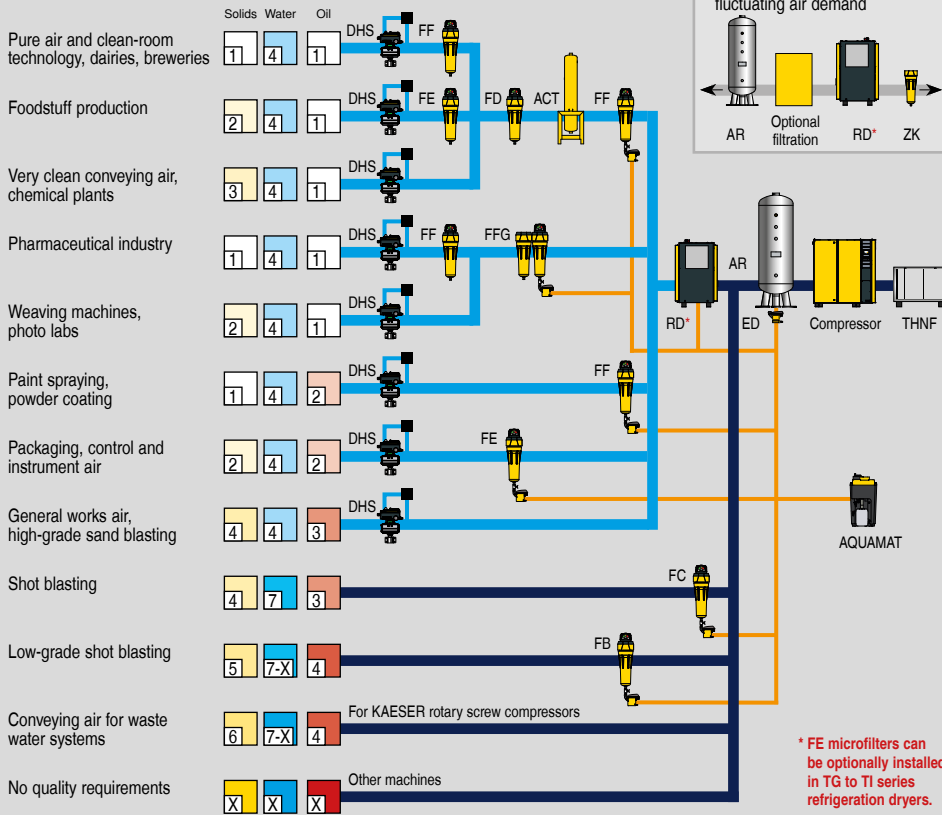 fluctuating air demand
AR
Optional
filtration
RD*
ZK
Solids Water Oil
Pure air and clean-room
technology, dairies, breweries
1 4 1
DHS FF
Foodstuff production
2 4 1
DHS FE FD ACT FF
Very clean conveying air,
chemical plants
3 4 1
DHS
Pharmaceutical industry
1 4 1
DHS FF FFG
Weaving machines,
photo labs
2 4 1
DHS
RD*
AR
ED
Compressor
THNF
Paint spraying,
powder coating
1 4 2
DHS FF
Packaging, control and
instrument air
2 4 2
DHS FE
General works air,
high-grade sand blasting
4 4 3
DHS
AQUAMAT
Shot blasting
4 7 3
FC
Low-grade shot blasting
5 7-X 4
FB
Conveying air for waste
water systems
6 7-X 4
For KAESER rotary screw compressors
No quality requirements
X X X
Other machines
* FE microfilters can
be optionally installed
in TG to TI series
refrigeration dryers.